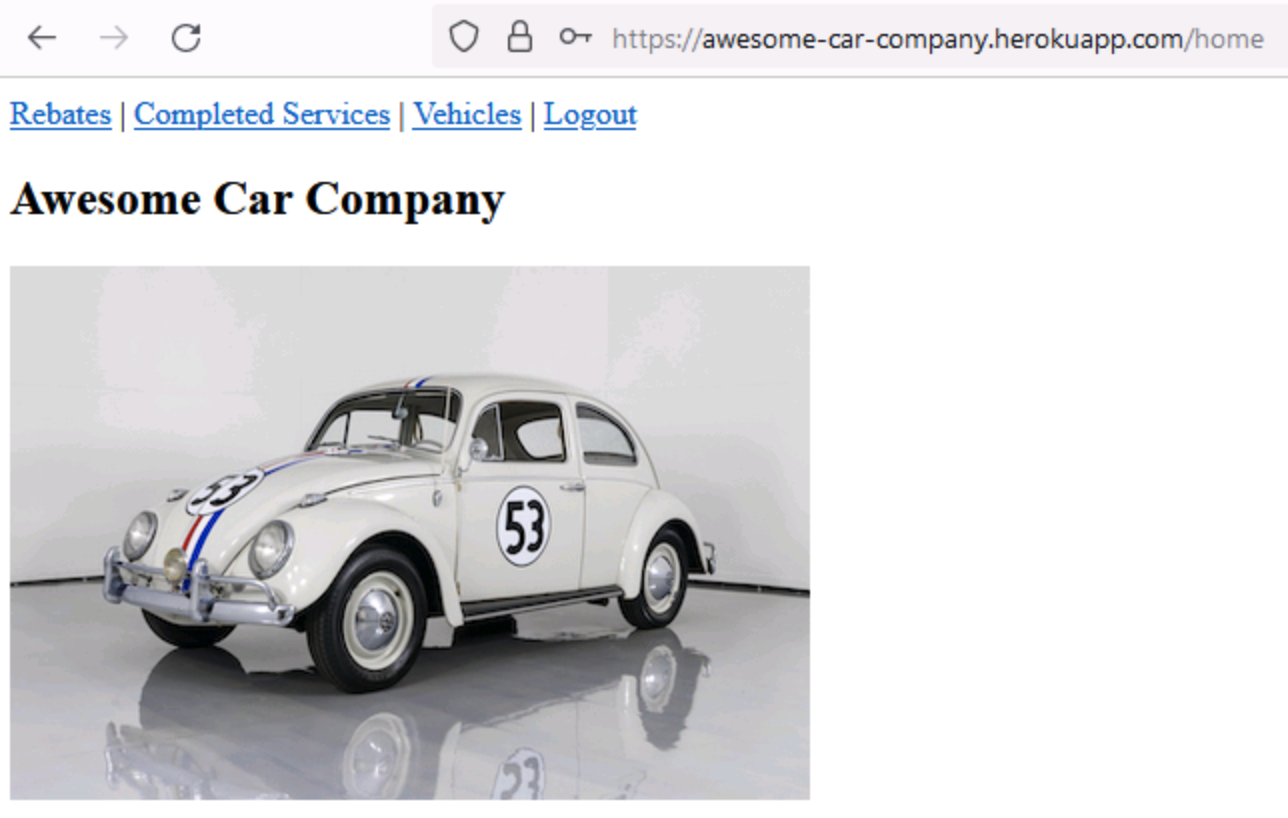 https://awesome-car-company.herokuapp.com/home
Rebates | Completed Services | Vehicles | Logout
Awesome Car Company
53
53